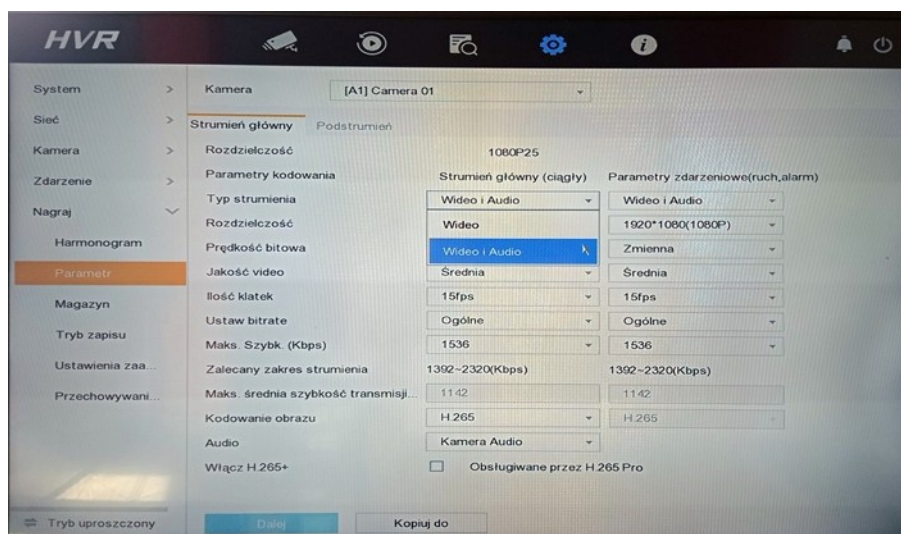 HVR
System
Sieć
Kamera
Zdarzenie
Nagraj
Harmonogram
Parametr
Magazyn
Tryb zapisu
Ustawienia zaa...
Przechowywani...
Tryb uproszczony
Kamera [A1] Camera 01
Strumień główny Podstrumień
Rozdzielczość 1080P25
Parametry kodowania Strumień główny (ciągły) Parametry zdarzeniowe(ruch,alarm)
Typ strumienia Wideo i Audio Wideo i Audio
Rozdzielczość Wideo 1920*1080(1080P)
Prędkość bitowa Wideo i Audio Zmienna
Jakość video Średnia Średnia
Ilość klatek 15fps 15fps
Ustaw bitrate Ogólne Ogólne
Maks. Szybk. (Kbps) 1536 1536
Zalecany zakres strumienia 1392~2320(Kbps) 1392~2320(Kbps)
Maks. średnia szybkość transmisji... 1142 1142
Kodowanie obrazu H.265 H.265
Audio Kamera Audio
Włącz H.265+ Obsługiwane przez H.265 Pro
Dalej Kopiuj do